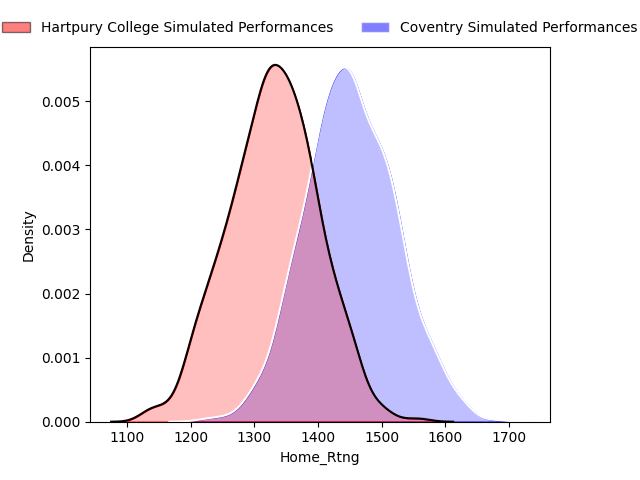 Hartpury College Simulated Performances Coventry Simulated Performances
0.005
0.004
0.003
0.002
0.001
0.000
Density
1100 1200 1300 1400 1500 1600 1700
Home_Rtng